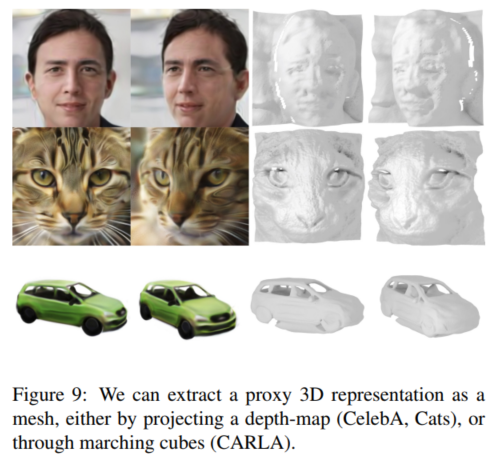 Figure 9: We can extract a proxy 3D representation as a
mesh, either by projecting a depth-map (CelebA, Cats), or
through marching cubes (CARLA).